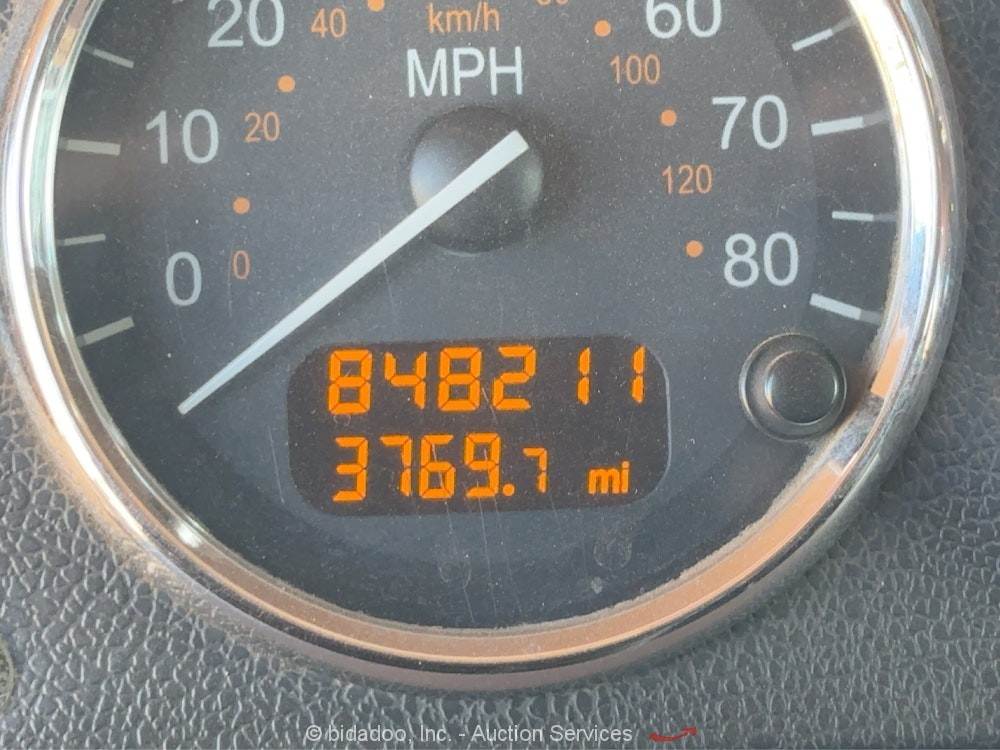 20 40 km/h 60
MPH 100
10 20 70
120
0 0 80
848211
3769.7 mi
© bidadoo, Inc. - Auction Services